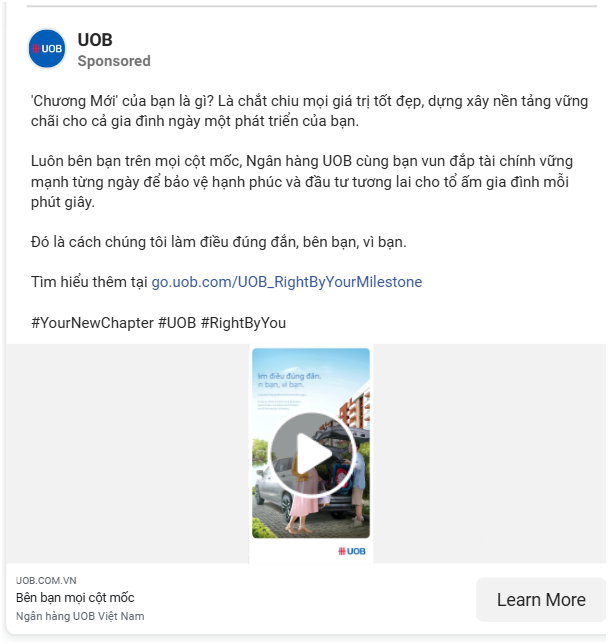 UOB
UOB
Sponsored
'Chương Mới' của bạn là gì? Là chắt chiu mọi giá trị tốt đẹp, dựng xây nền tảng vững
chãi cho cả gia đình ngày một phát triển của bạn.
Luôn bên bạn trên mọi cột mốc, Ngân hàng UOB cùng bạn vun đắp tài chính vững
mạnh từng ngày để bảo vệ hạnh phúc và đầu tư tương lai cho tổ ấm gia đình mỗi
phút giây.
Đó là cách chúng tôi làm điều đúng đắn, bên bạn, vì bạn.
Tìm hiểu thêm tại go.uob.com/UOB_RightByYourMilestone
#YourNewChapter #UOB #RightByYou
làm điều đúng đắn,
n bạn, vì bạn.
UOB
UOB.COM.VN
Bên bạn mọi cột mốc
Ngân hàng UOB Việt Nam
Learn More